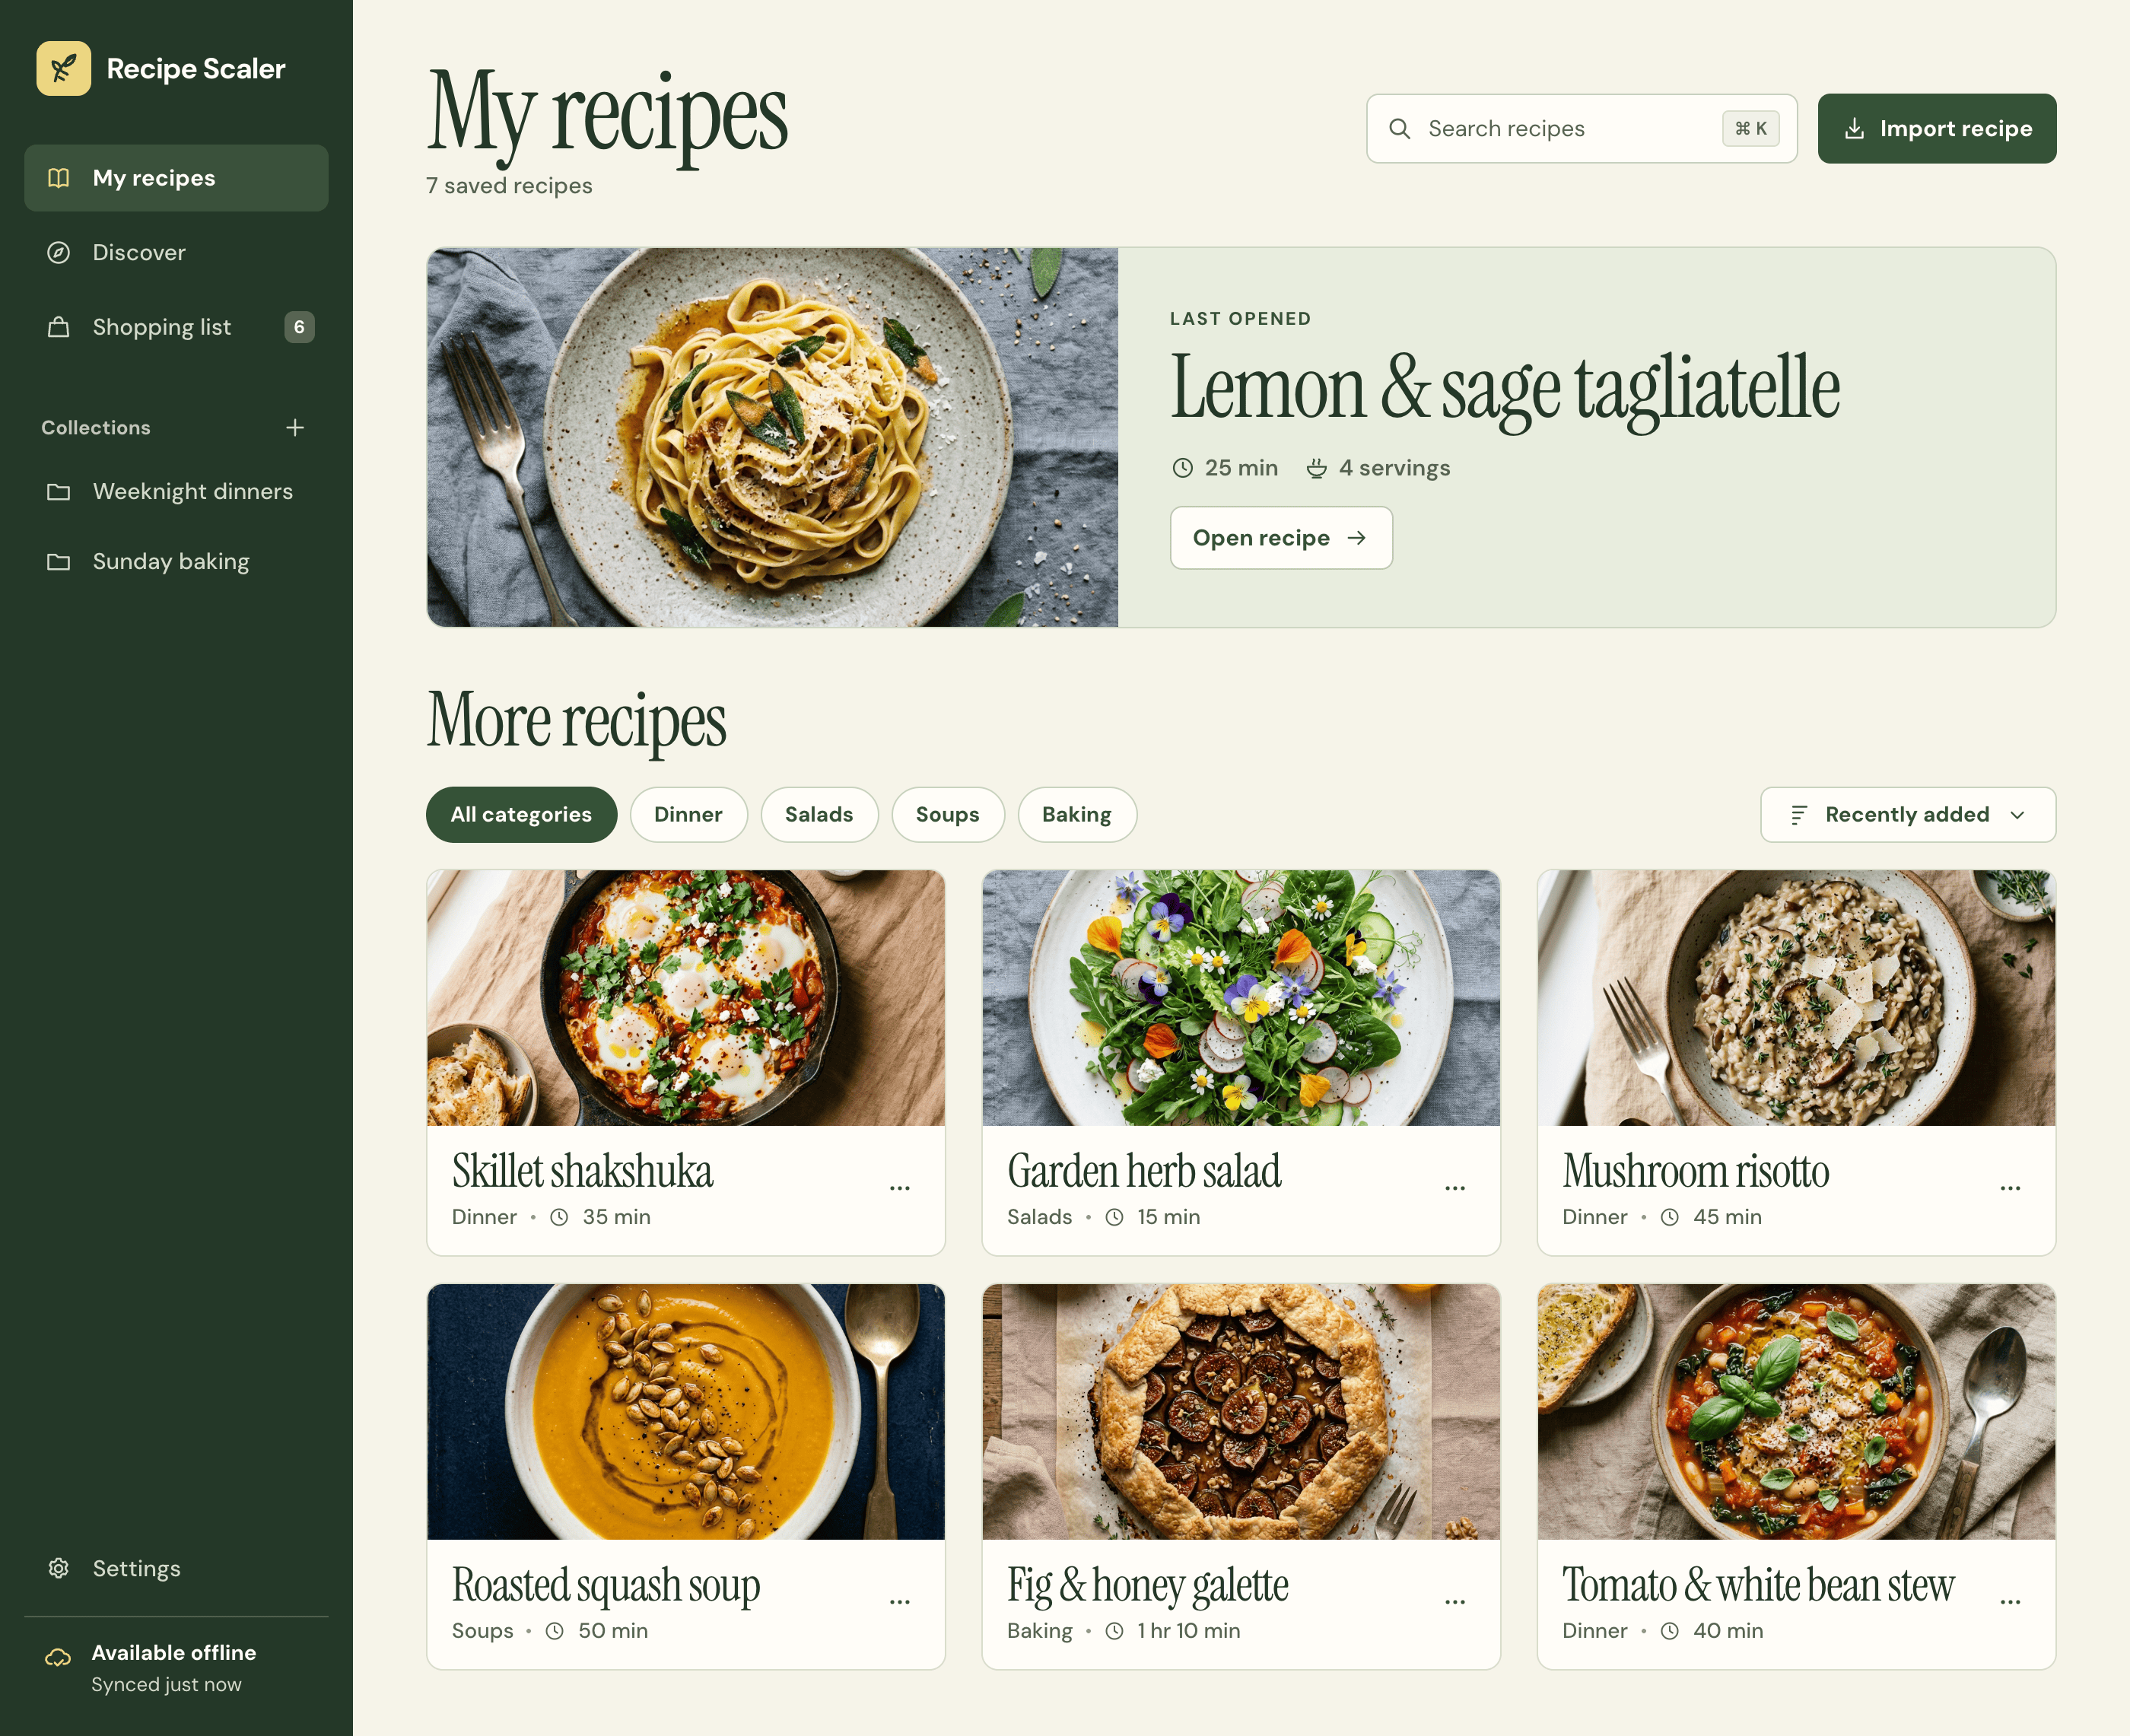 Recipe Scaler
My recipes
Discover
Shopping list 6
Collections
Weeknight dinners
Sunday baking
Settings
Available offline
Synced just now
My recipes
7 saved recipes
Search recipes ⌘ K
Import recipe
LAST OPENED
Lemon & sage tagliatelle
25 min 4 servings
Open recipe
More recipes
All categories Dinner Salads Soups Baking
Recently added
Skillet shakshuka
Dinner • 35 min
Garden herb salad
Salads • 15 min
Mushroom risotto
Dinner • 45 min
Roasted squash soup
Soups • 50 min
Fig & honey galette
Baking • 1 hr 10 min
Tomato & white bean stew
Dinner • 40 min